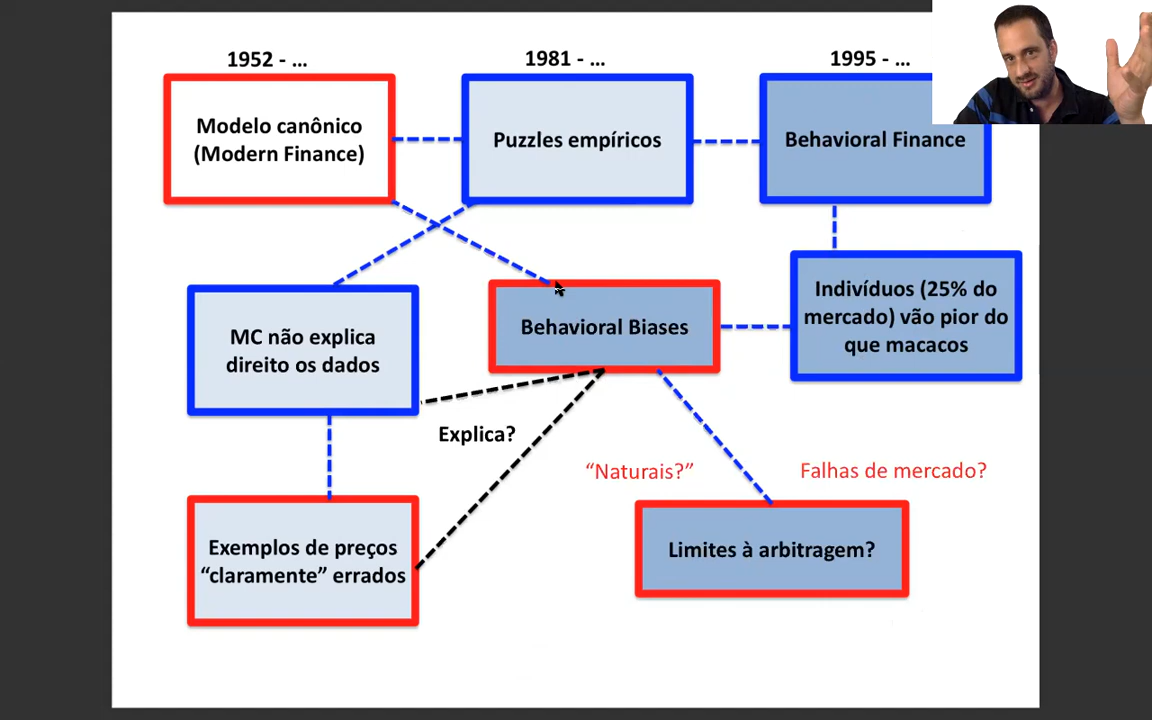 1952 - ...
1981 - ...
1995 - ...
Modelo canônico
(Modern Finance)
Puzzles empíricos
Behavioral Finance
MC não explica
direito os dados
Behavioral Biases
Indivíduos (25% do
mercado) vão pior do
que macacos
Explica?
“Naturais?”
Falhas de mercado?
Exemplos de preços
“claramente” errados
Limites à arbitragem?